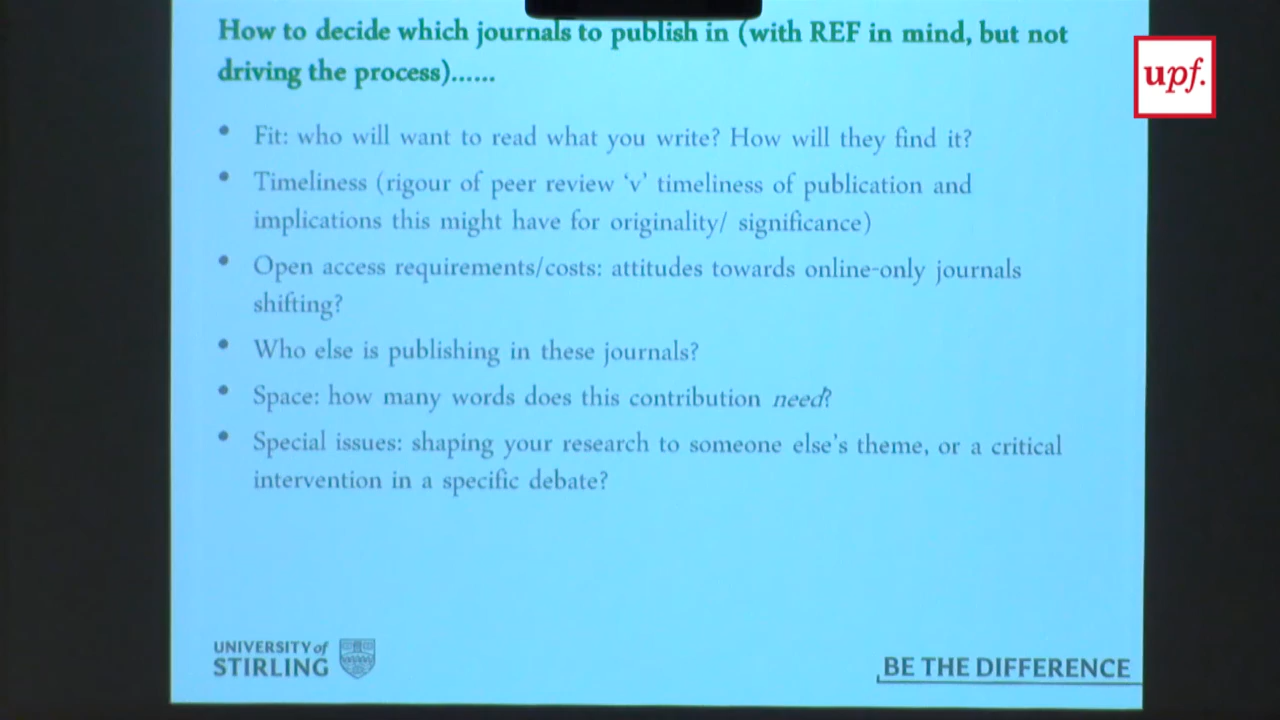 How to decide which journals to publish in (with REF in mind, but not
driving the process)......
upf.
• Fit: who will want to read what you write? How will they find it?
• Timeliness (rigour of peer review ‘v’ timeliness of publication and
implications this might have for originality/ significance)
• Open access requirements/costs: attitudes towards online-only journals
shifting?
• Who else is publishing in these journals?
• Space: how many words does this contribution need?
• Special issues: shaping your research to someone else's theme, or a critical
intervention in a specific debate?
UNIVERSITY of
STIRLING
BE THE DIFFERENCE